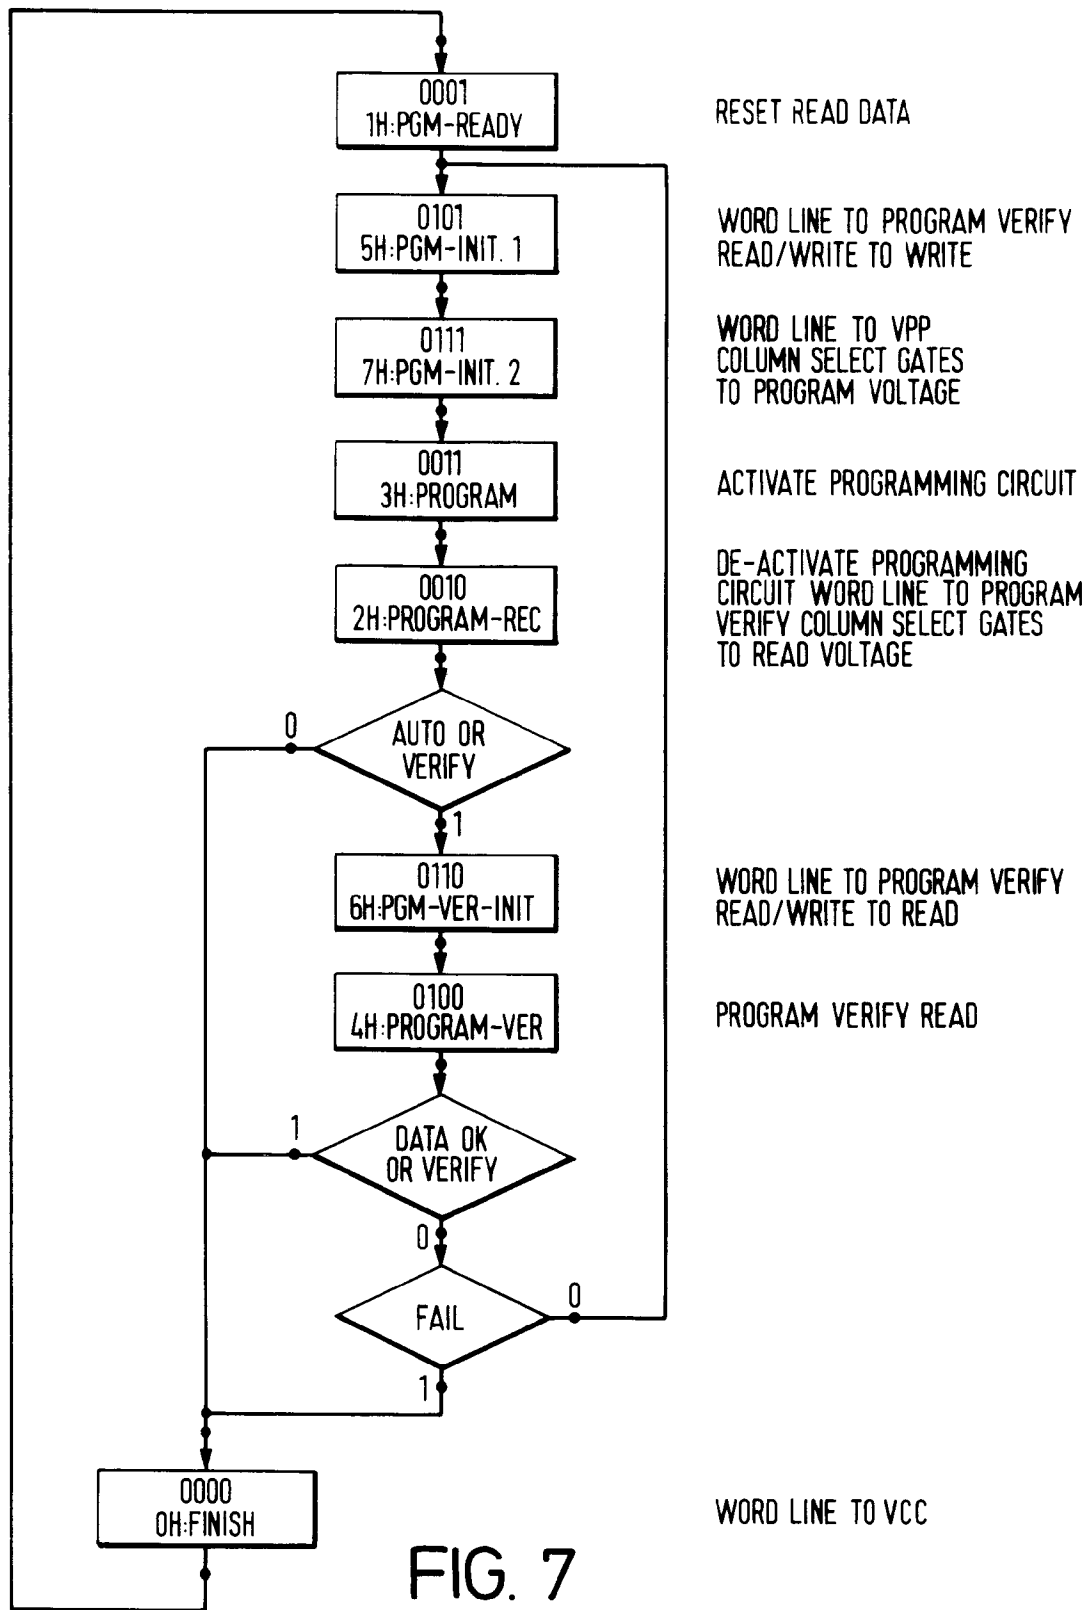 0001
1H:PGM-READY
RESET READ DATA
0101
5H:PGM-INIT. 1
WORD LINE TO PROGRAM VERIFY
READ/WRITE TO WRITE
0111
7H:PGM-INIT. 2
WORD LINE TO VPP
COLUMN SELECT GATES
TO PROGRAM VOLTAGE
0011
3H:PROGRAM
ACTIVATE PROGRAMMING CIRCUIT
0010
2H:PROGRAM-REC
DE-ACTIVATE PROGRAMMING
CIRCUIT WORD LINE TO PROGRAM
VERIFY COLUMN SELECT GATES
TO READ VOLTAGE
0
AUTO OR
VERIFY
1
0110
6H:PGM-VER-INIT
WORD LINE TO PROGRAM VERIFY
READ/WRITE TO READ
0100
4H:PROGRAM-VER
PROGRAM VERIFY READ
1
DATA OK
OR VERIFY
0
FAIL
0
1
0000
0H:FINISH
WORD LINE TO VCC
FIG. 7